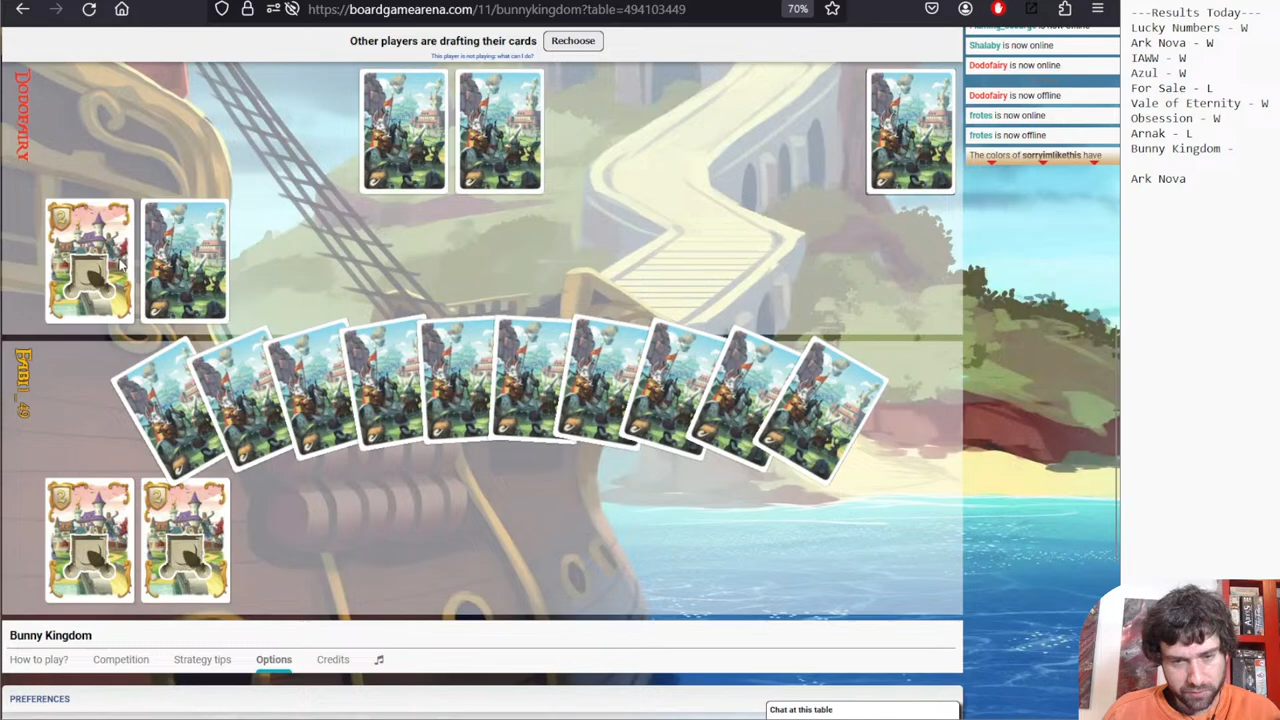 https://boardgamearena.com/11/bunnykingdom?table=494103449
70%
Other players are drafting their cards
Rechoose
This player is not playing: what can I do?
is now online
Shalaby is now online
Dodofairy is now online
Dodofairy is now offline
frotes is now online
frotes is now offline
The colors of sorryimlikethis have
---Results Today---
Lucky Numbers - W
Ark Nova - W
IAWW - W
Azul - W
For Sale - L
Vale of Eternity - W
Obsession - W
Arnak - L
Bunny Kingdom -
Ark Nova
Dodofairy
Fabi_49
Bunny Kingdom
How to play?
Competition
Strategy tips
Options
Credits
PREFERENCES
Chat at this table